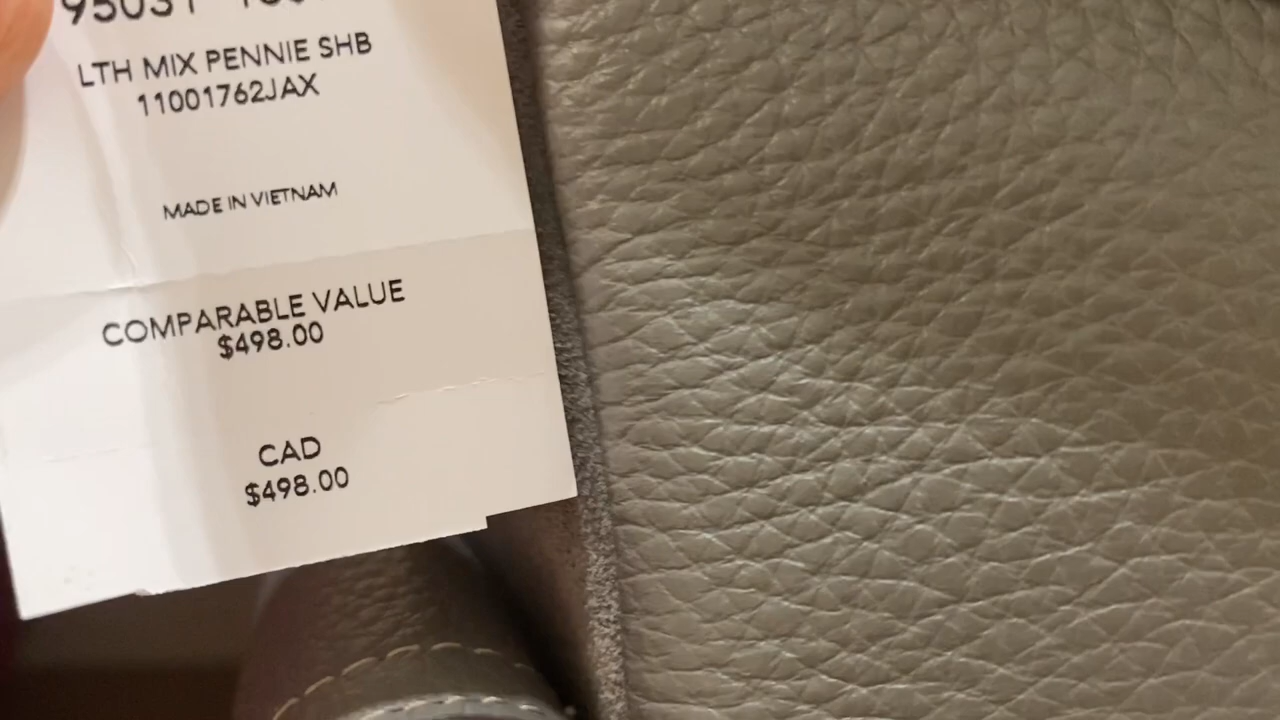 LTH MIX PENNIE SHB
11001762JAX
MADE IN VIETNAM
COMPARABLE VALUE
$498.00
CAD
$498.00